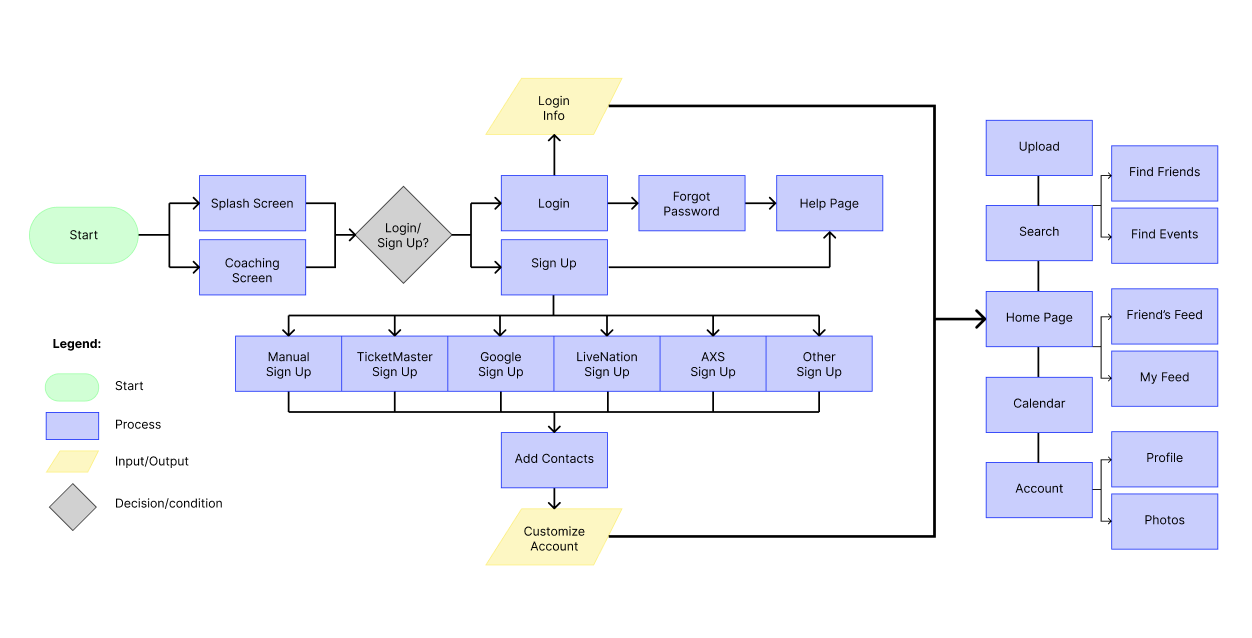 Start
Splash Screen
Coaching
Screen
Login/
Sign Up?
Login
Info
Login
Forgot
Password
Help Page
Sign Up
Manual
Sign Up
TicketMaster
Sign Up
Google
Sign Up
LiveNation
Sign Up
AXS
Sign Up
Other
Sign Up
Add Contacts
Customize
Account
Upload
Search
Home Page
Calendar
Account
Find Friends
Find Events
Friend’s Feed
My Feed
Profile
Photos
Legend:
Start
Process
Input/Output
Decision/condition